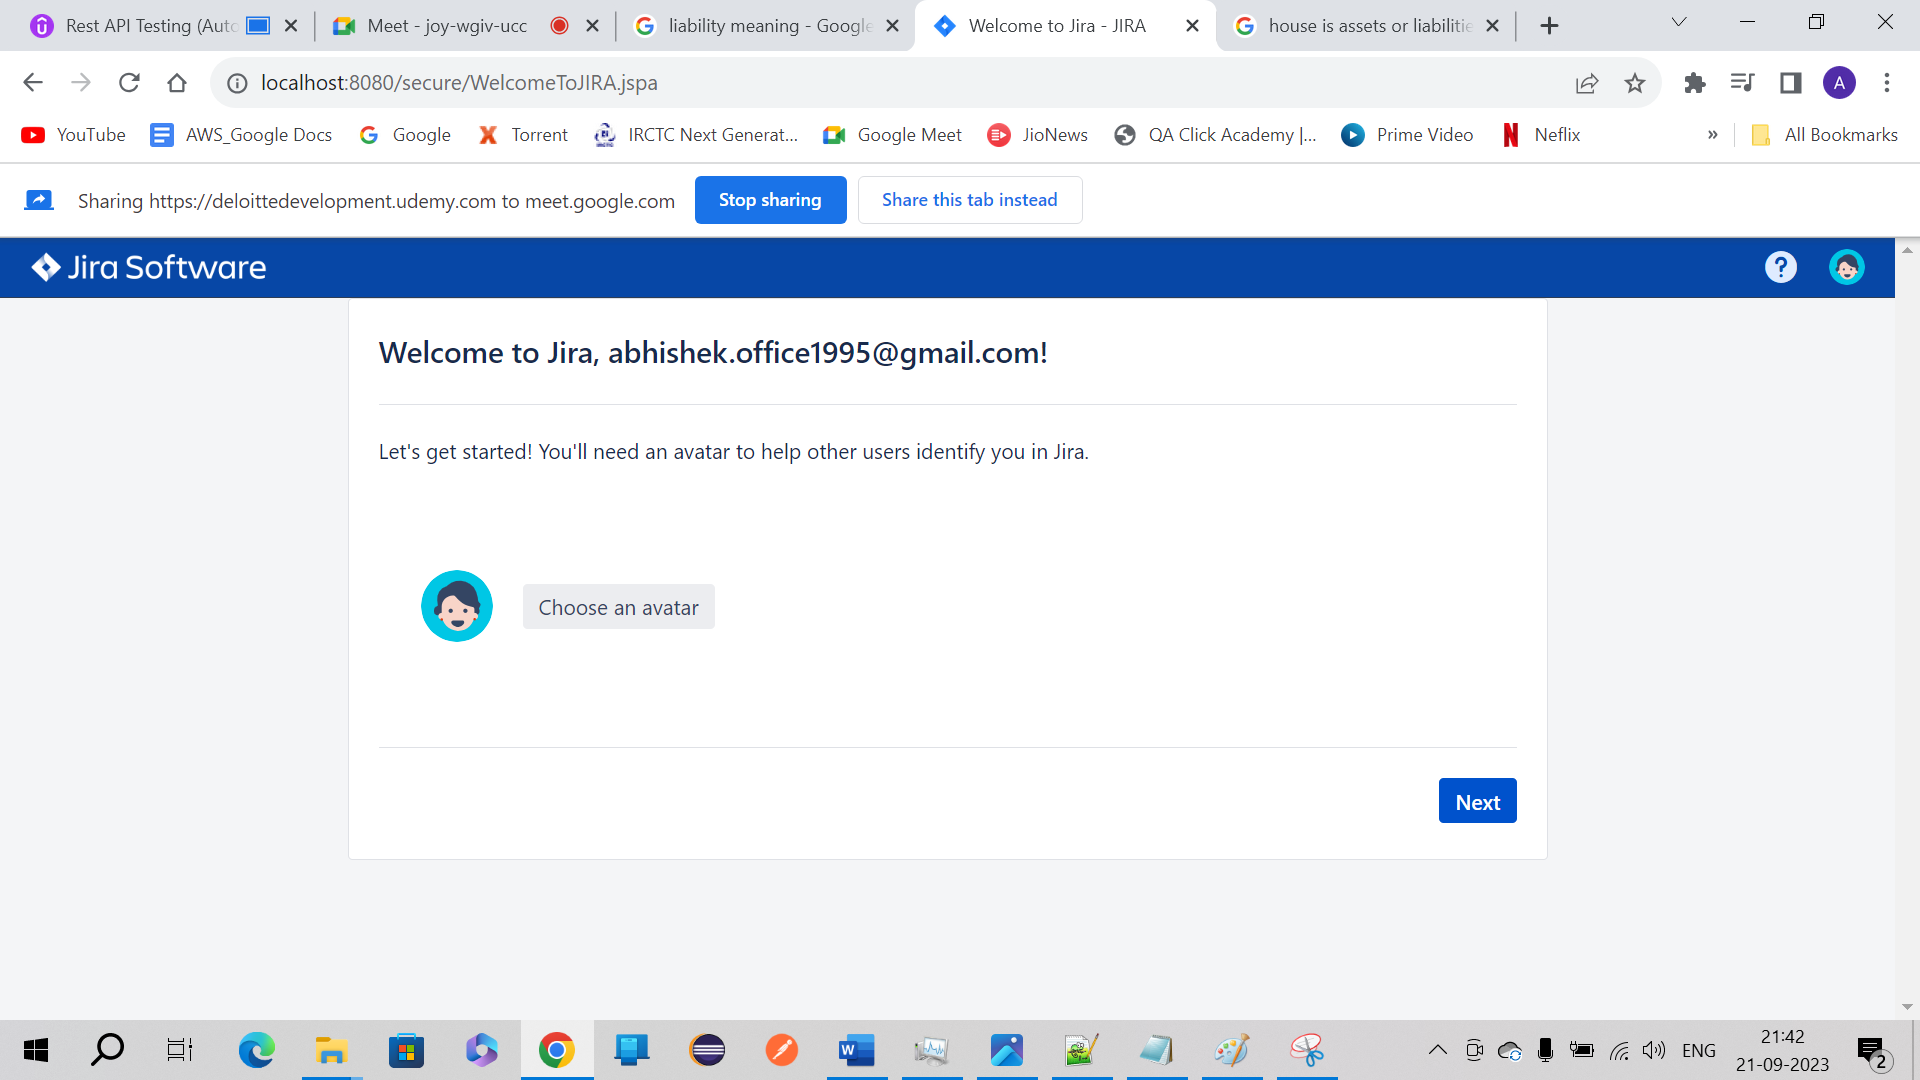 Rest API Testing (Auto
Meet - joy-wgiv-ucc
liability meaning - Google
Welcome to Jira - JIRA
house is assets or liabilitie
localhost:8080/secure/WelcomeToJIRA.jspa
A
YouTube
AWS_Google Docs
Google
Torrent
IRCTC Next Generat...
Google Meet
JioNews
QA Click Academy |...
Prime Video
Neflix
»
All Bookmarks
Sharing https://deloittedevelopment.udemy.com to meet.google.com
Stop sharing
Share this tab instead
Jira Software
?
Welcome to Jira, abhishek.office1995@gmail.com!
Let's get started! You'll need an avatar to help other users identify you in Jira.
Choose an avatar
Next
W
ENG
21:42
21-09-2023
2